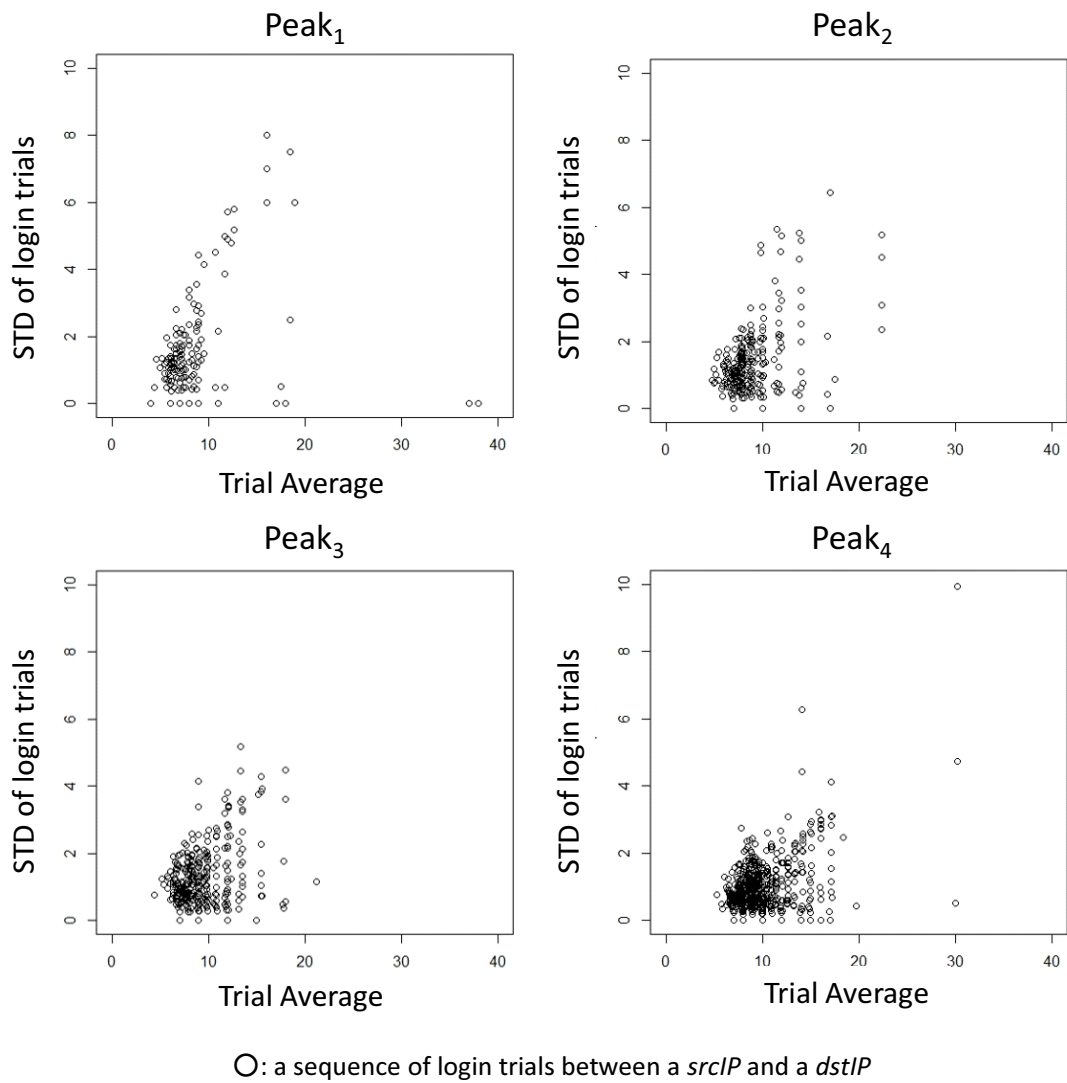 Peak₁
STD of login trials
0 2 4 6 8 10
0 10 20 30 40
Trial Average
Peak₂
STD of login trials
0 2 4 6 8 10
0 10 20 30 40
Trial Average
Peak₃
STD of login trials
0 2 4 6 8 10
0 10 20 30 40
Trial Average
Peak₄
STD of login trials
0 2 4 6 8 10
0 10 20 30 40
Trial Average
○: a sequence of login trials between a srcIP and a dstIP